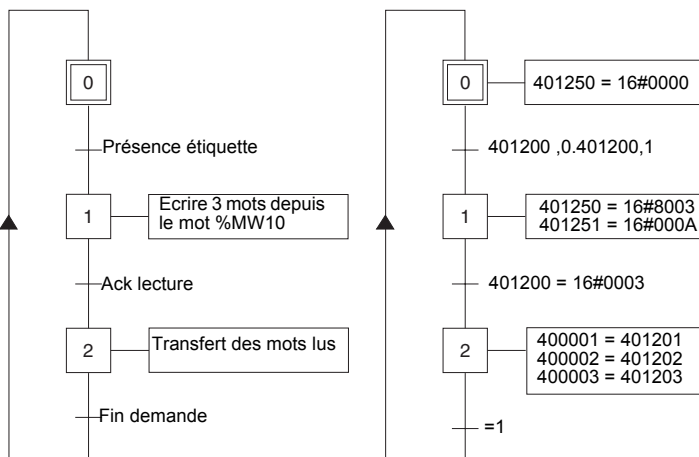 0
Présence étiquette
1
Ecrire 3 mots depuis
le mot %MW10
Ack lecture
2
Transfert des mots lus
Fin demande
0
401250 = 16#0000
401200 ,0.401200,1
1
401250 = 16#8003
401251 = 16#000A
401200 = 16#0003
2
400001 = 401201
400002 = 401202
400003 = 401203
=1